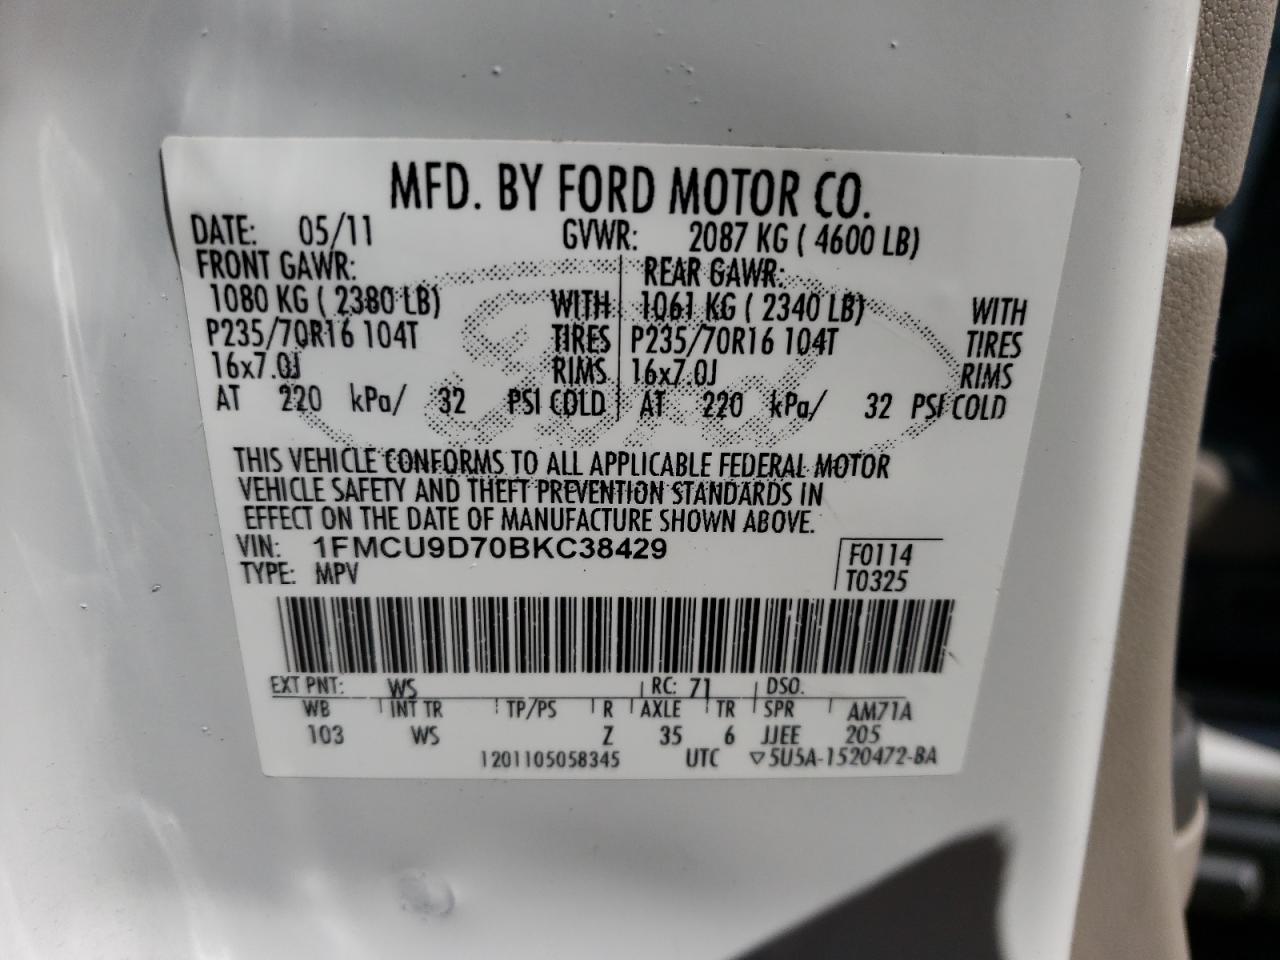 MFD. BY FORD MOTOR CO.
DATE: 05/11 GVWR: 2087 KG ( 4600 LB)
FRONT GAWR: REAR GAWR:
1080 KG ( 2380 LB) WITH 1061 KG ( 2340 LB) WITH
P235/70R16 104T TIRES P235/70R16 104T TIRES
16x7.0J RIMS 16x7.0J RIMS
AT 220 kPa/ 32 PSI COLD AT 220 kPa/ 32 PSI COLD
Ford
THIS VEHICLE CONFORMS TO ALL APPLICABLE FEDERAL MOTOR
VEHICLE SAFETY AND THEFT PREVENTION STANDARDS IN
EFFECT ON THE DATE OF MANUFACTURE SHOWN ABOVE.
VIN: 1FMCU9D70BKC38429 F0114
TYPE: MPV T0325
EXT PNT: WS RC: 71 DSO.
WB INT TR TP/PS R AXLE TR SPR AM71A
103 WS Z 35 6 JJEE 205
1201105058345 UTC ▽5U5A-1520472-BA